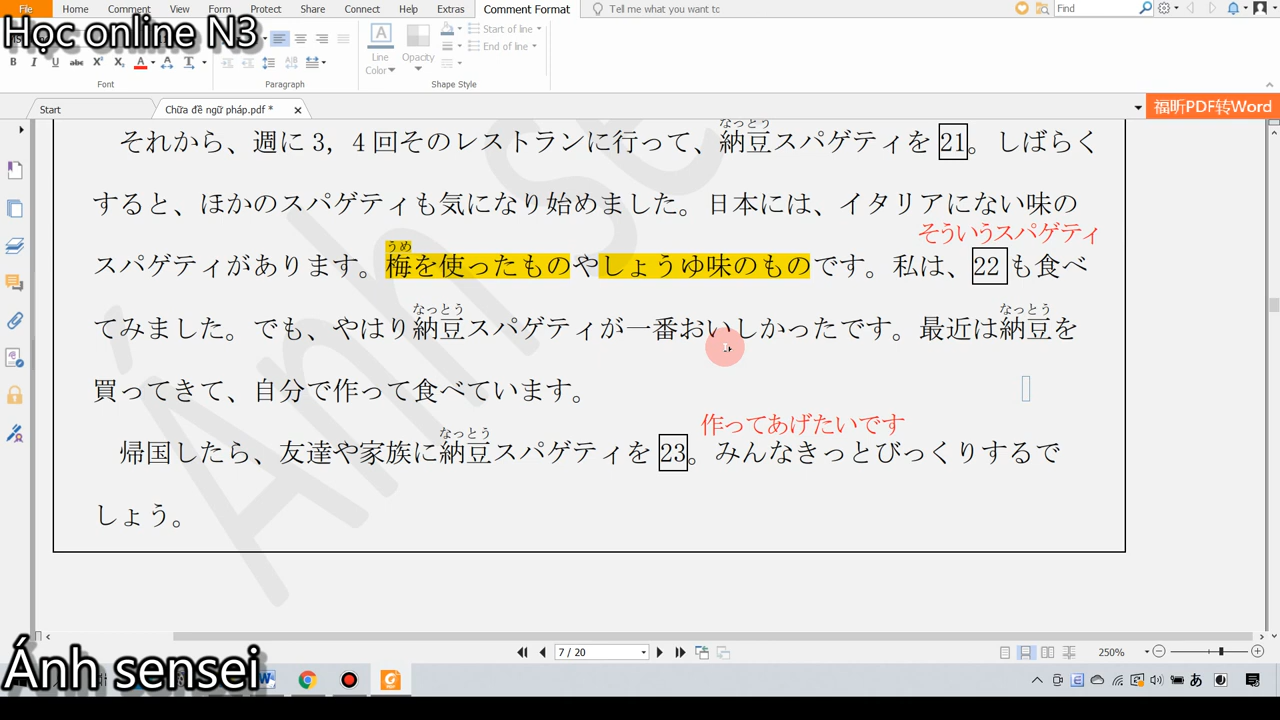 File Home Comment View Form Protect Share Connect Help Extras Comment Format Tell me what you want tc Find
Học online N3
Line Color Opacity Start of line End of line
Font Paragraph Shape Style
Start Chữa đề ngữ pháp.pdf * 福昕PDF转Word
なっとう
それから、週に3,4回そのレストランに行って、納豆スパゲティを 21。しばらく
すると、ほかのスパゲティも気になり始めました。日本には、イタリアにない味の
そういうスパゲティ
うめ
スパゲティがあります。梅を使ったものやしょうゆ味のものです。私は、 22 も食べ
なっとう なっとう
てみました。でも、やはり納豆スパゲティが一番おいしかったです。最近は納豆を
買ってきて、自分で作って食べています。
作ってあげたいです
なっとう
帰国したら、友達や家族に納豆スパゲティを 23。みんなきっとびっくりするで
しょう。
Ánh sensei
7 / 20 250%
Ánh sensei